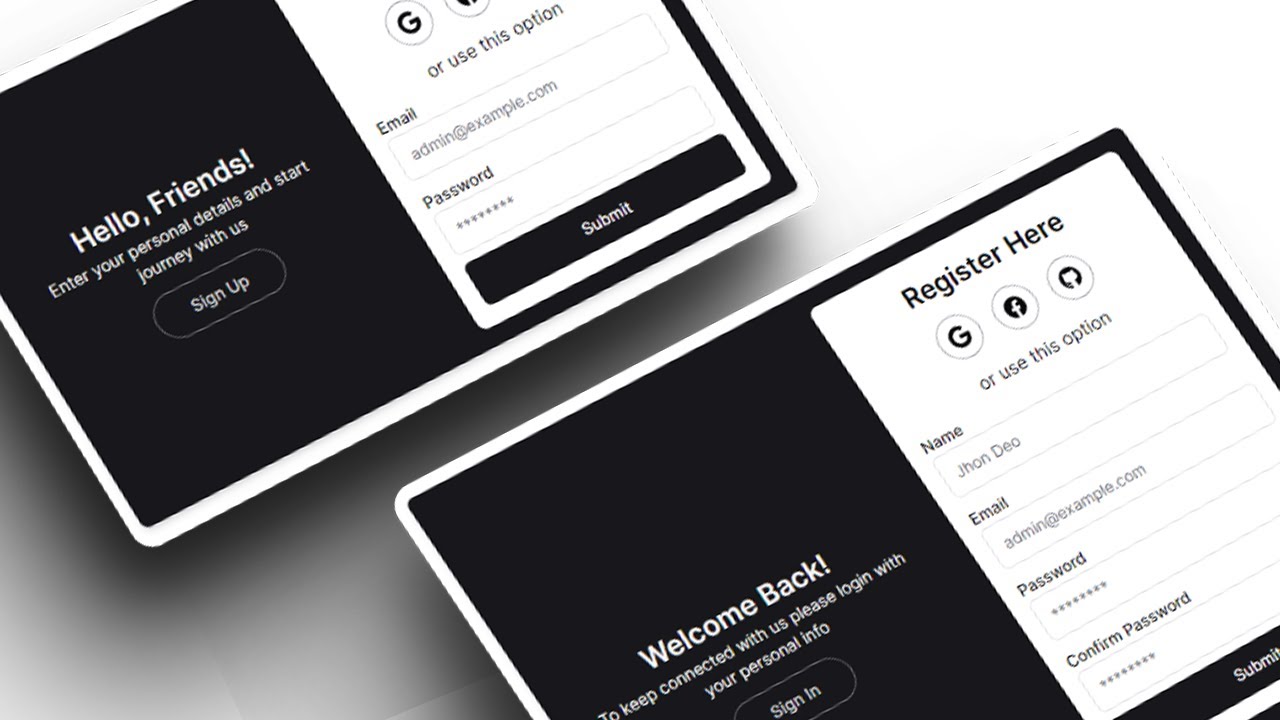 or use this option
Email
admin@example.com
Password
********
Submit
Hello, Friends!
Enter your personal details and start
journey with us
Sign Up
Register Here
or use this option
Name
Jhon Deo
Email
admin@example.com
Password
********
Confirm Password
********
Submit
Welcome Back!
To keep connected with us please login with
your personal info
Sign In